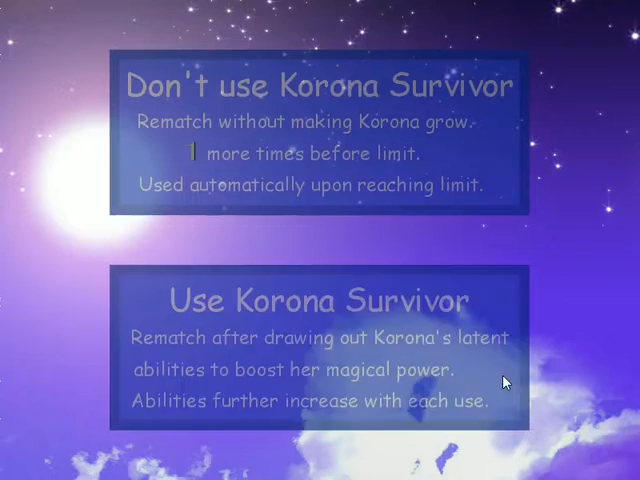 Don't use Korona Survivor
Rematch without making Korona grow.
1 more times before limit.
Used automatically upon reaching limit.
Use Korona Survivor
Rematch after drawing out Korona's latent
abilities to boost her magical power.
Abilities further increase with each use.